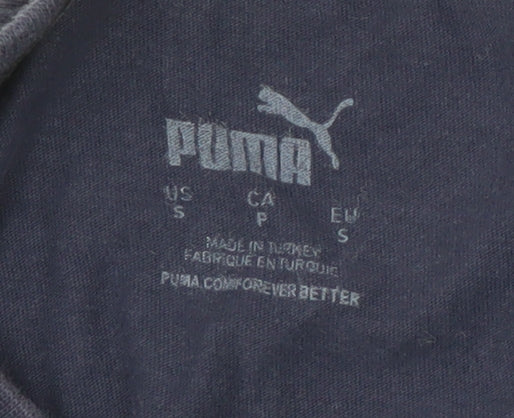 PUMA
US CA EU
S P S
MADE IN TURKEY
FABRIQUE EN TURQUIE
PUMA.COM/FOREVER BETTER